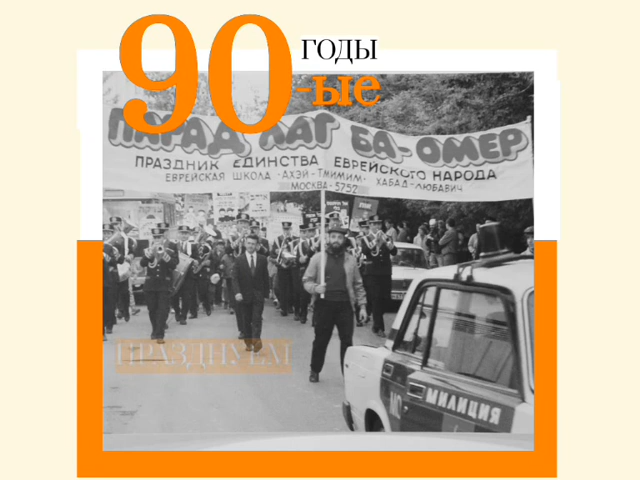 90
-ые
ГОДЫ
ПАРАД ЛАГ БА-ОМЕР
ПРАЗДНИК ЕДИНСТВА ЕВРЕЙСКОГО НАРОДА
ЕВРЕЙСКАЯ ШКОЛА -АХЭЙ-ТМИМИМ- ХАБАД-ЛЮБАВИЧ
МОСКВА-5752
ПРАЗДНУЕМ
МИЛИЦИЯ